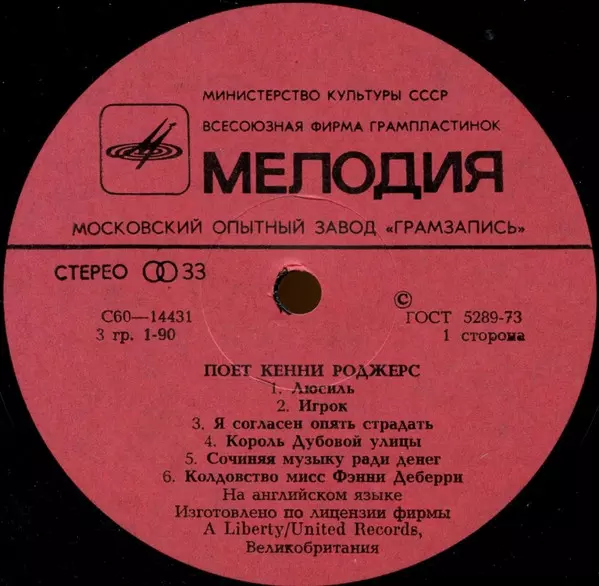 МИНИСТЕРСТВО КУЛЬТУРЫ СССР
ВСЕСОЮЗНАЯ ФИРМА ГРАМПЛАСТИНОК
МЕЛОДИЯ
МОСКОВСКИЙ ОПЫТНЫЙ ЗАВОД «ГРАМЗАПИСЬ»
СТЕРЕО 33
С60—14431
3 гр. 1-90
©
ГОСТ 5289-73
1 сторона
ПОЕТ КЕННИ РОДЖЕРС
1. Люсиль
2. Игрок
3. Я согласен опять страдать
4. Король Дубовой улицы
5. Сочиняя музыку ради денег
6. Колдовство мисс Фэнни Деберри
На английском языке
Изготовлено по лицензии фирмы
A Liberty/United Records,
Великобритания